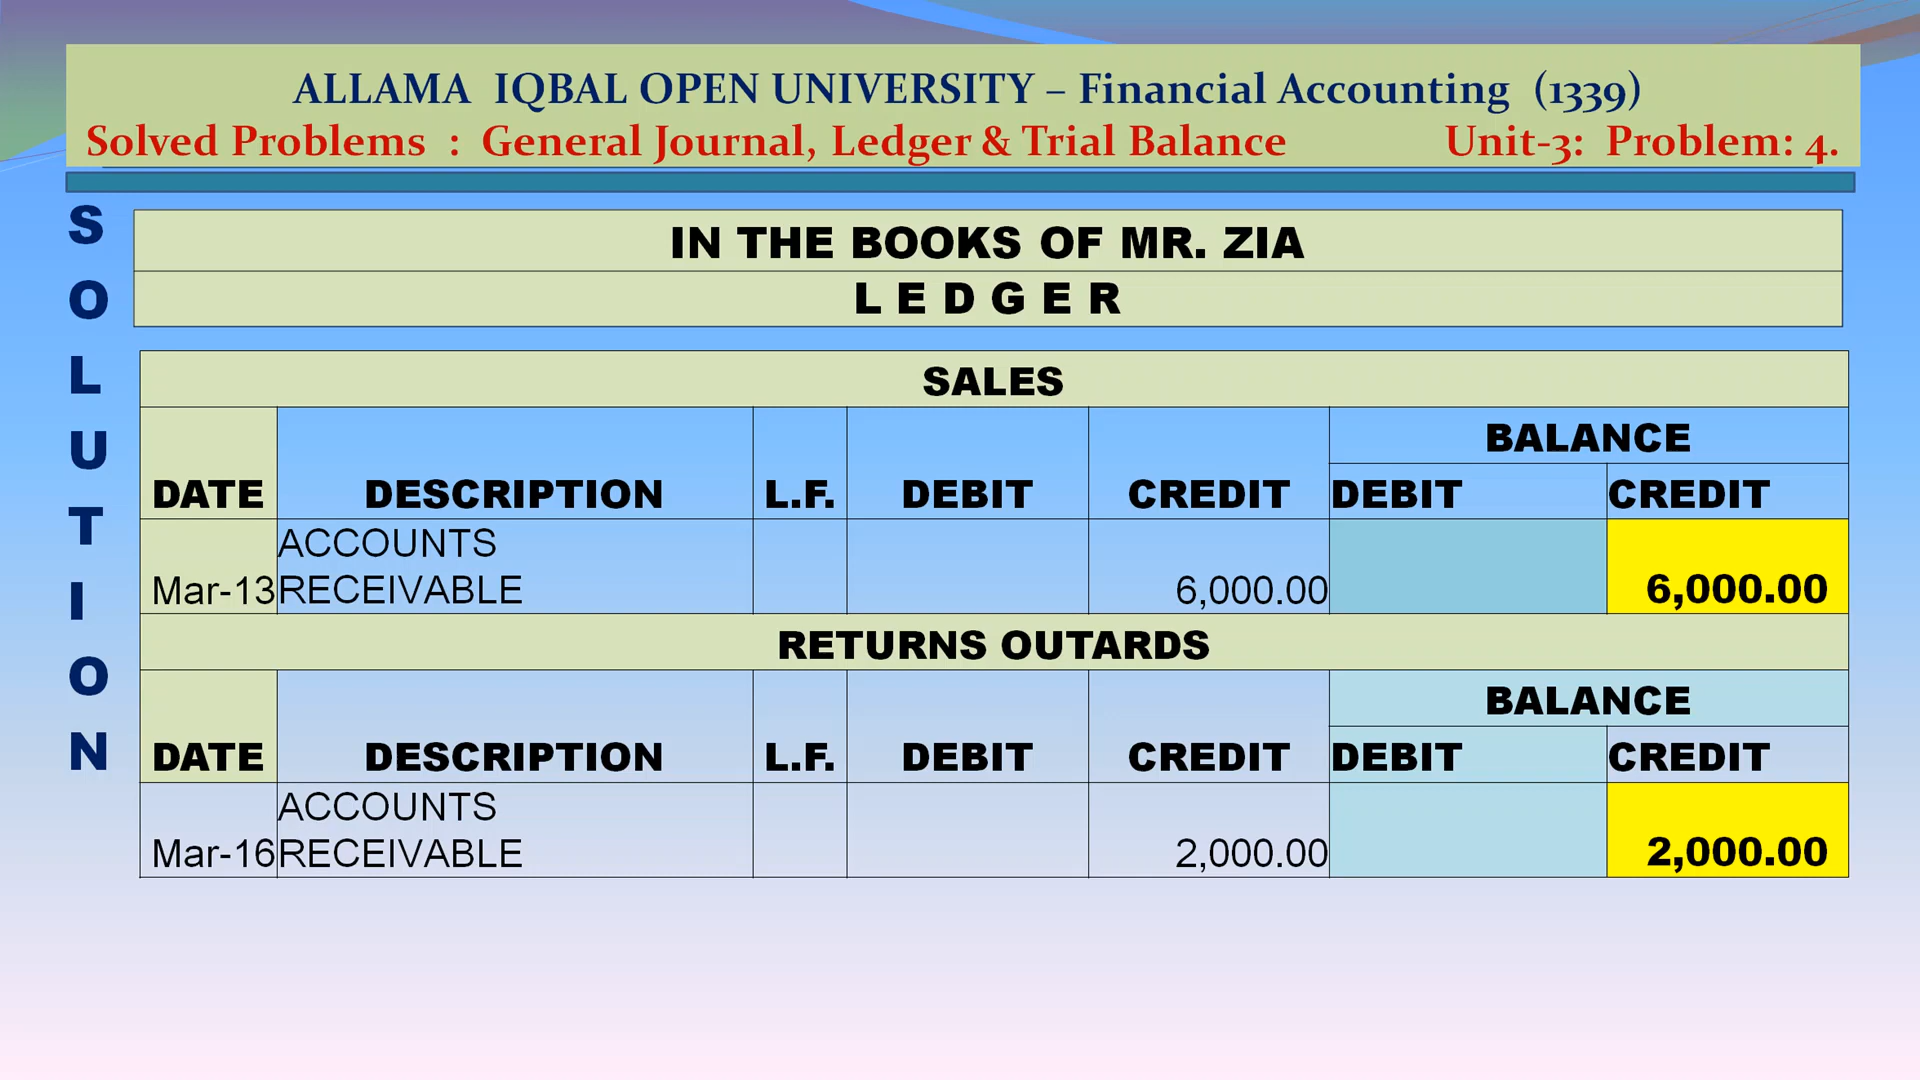 ALLAMA IQBAL OPEN UNIVERSITY – Financial Accounting (1339)
Solved Problems : General Journal, Ledger & Trial Balance Unit-3: Problem: 4.
S
O
L
U
T
I
O
N
IN THE BOOKS OF MR. ZIA
L E D G E R
SALES
BALANCE
DATE DESCRIPTION L.F. DEBIT CREDIT DEBIT CREDIT
ACCOUNTS
Mar-13 RECEIVABLE 6,000.00 6,000.00
RETURNS OUTARDS
BALANCE
DATE DESCRIPTION L.F. DEBIT CREDIT DEBIT CREDIT
ACCOUNTS
Mar-16 RECEIVABLE 2,000.00 2,000.00